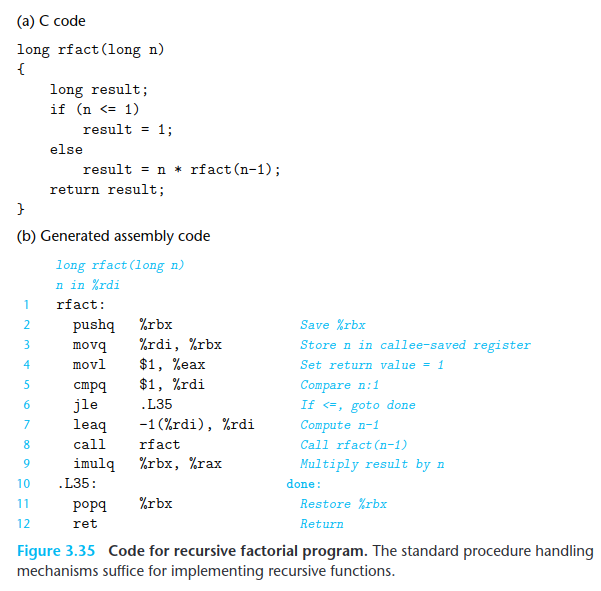 (a) C code
long rfact(long n)
{
    long result;
    if (n <= 1)
        result = 1;
    else
        result = n * rfact(n-1);
    return result;
}
(b) Generated assembly code
long rfact(long n)
n in %rdi
1 rfact:
2 pushq %rbx Save %rbx
3 movq %rdi, %rbx Store n in callee-saved register
4 movl $1, %eax Set return value = 1
5 cmpq $1, %rdi Compare n:1
6 jle .L35 If <=, goto done
7 leaq -1(%rdi), %rdi Compute n-1
8 call rfact Call rfact(n-1)
9 imulq %rbx, %rax Multiply result by n
10 .L35: done:
11 popq %rbx Restore %rbx
12 ret Return
Figure 3.35 Code for recursive factorial program. The standard procedure handling
mechanisms suffice for implementing recursive functions.